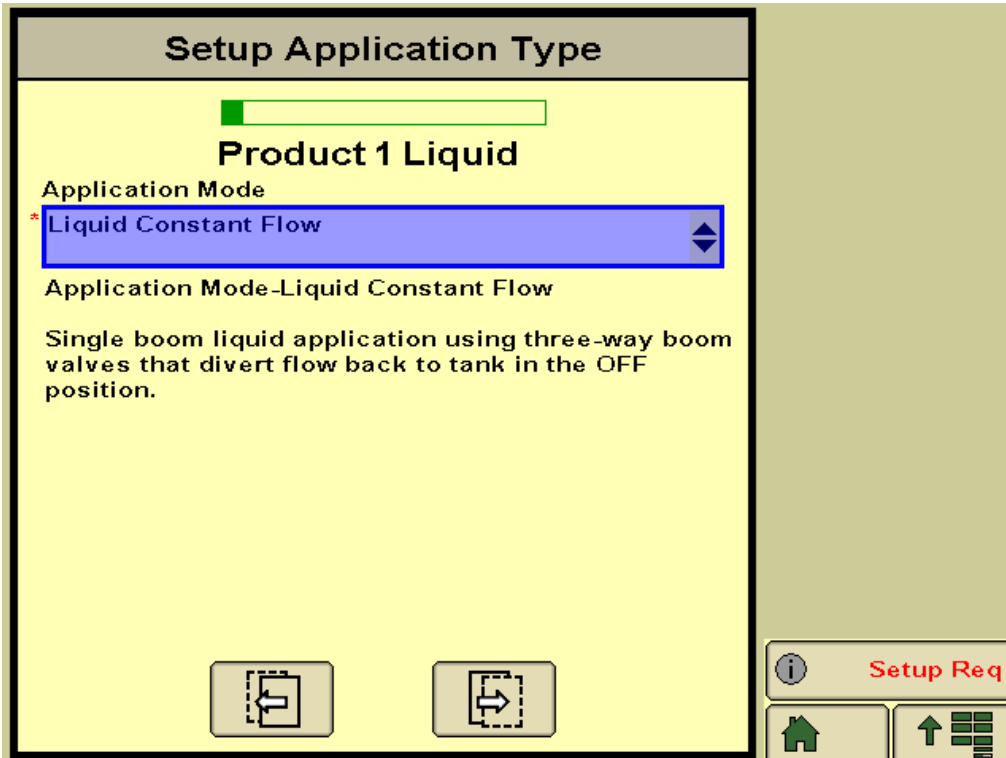 Setup Application Type
Product 1 Liquid
Application Mode
*
Liquid Constant Flow
Application Mode-Liquid Constant Flow
Single boom liquid application using three-way boom
valves that divert flow back to tank in the OFF
position.
Setup Req